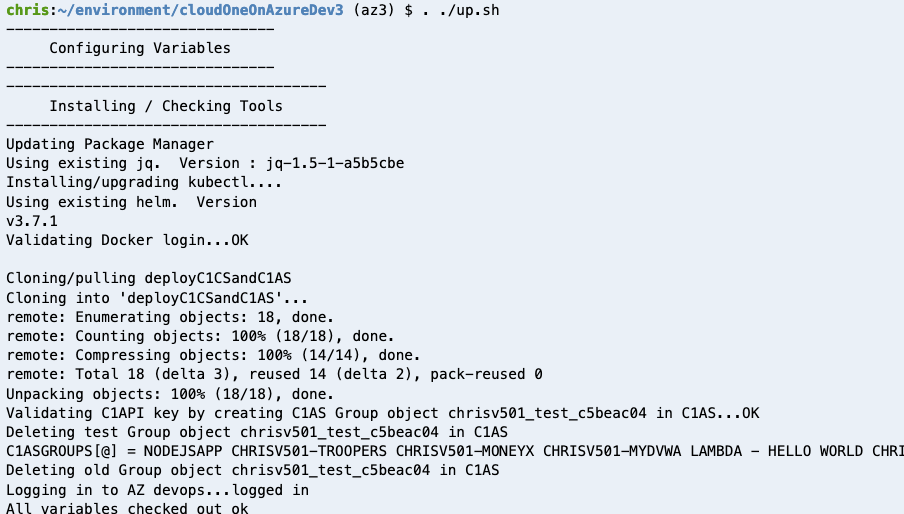 chris:~/environment/cloudOneOnAzureDev3 (az3) $ . ./up.sh
-------------------------------
     Configuring Variables
-------------------------------
-------------------------------------
     Installing / Checking Tools
-------------------------------------
Updating Package Manager
Using existing jq.  Version : jq-1.5-1-a5b5cbe
Installing/upgrading kubectl....
Using existing helm.  Version
v3.7.1
Validating Docker login...OK

Cloning/pulling deployC1CSandC1AS
Cloning into 'deployC1CSandC1AS'...
remote: Enumerating objects: 18, done.
remote: Counting objects: 100% (18/18), done.
remote: Compressing objects: 100% (14/14), done.
remote: Total 18 (delta 3), reused 14 (delta 2), pack-reused 0
Unpacking objects: 100% (18/18), done.
Validating C1API key by creating C1AS Group object chrisv501_test_c5beac04 in C1AS...OK
Deleting test Group object chrisv501_test_c5beac04 in C1AS
C1ASGROUPS[@] = NODEJSAPP CHRISV501-TROOPERS CHRISV501-MONEYX CHRISV501-MYDVWA LAMBDA - HELLO WORLD CHRI
Deleting old Group object chrisv501_test_c5beac04 in C1AS
Logging in to AZ devops...logged in
All variables checked out ok